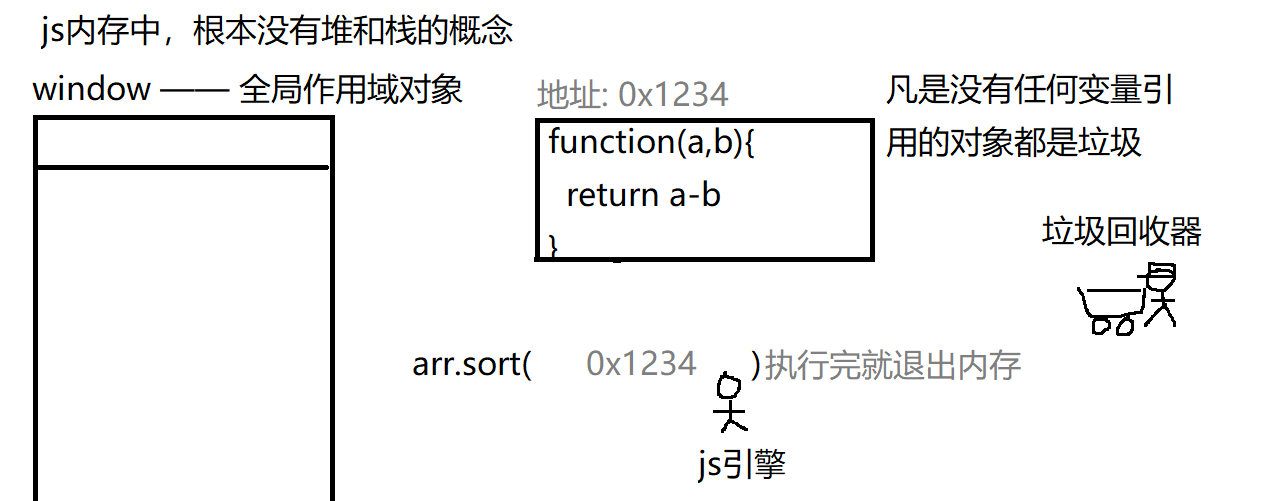 js内存中，根本没有堆和栈的概念
window —— 全局作用域对象
地址: 0x1234
function(a,b){
return a-b
}
凡是没有任何变量引
用的对象都是垃圾
垃圾回收器
arr.sort( 0x1234 )执行完就退出内存
js引擎